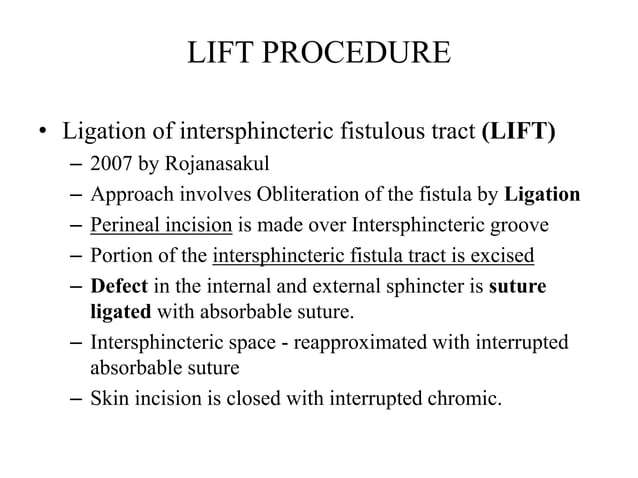 LIFT PROCEDURE
• Ligation of intersphincteric fistulous tract (LIFT)
– 2007 by Rojanasakul
– Approach involves Obliteration of the fistula by Ligation
– Perineal incision is made over Intersphincteric groove
– Portion of the intersphincteric fistula tract is excised
– Defect in the internal and external sphincter is suture
ligated with absorbable suture.
– Intersphincteric space - reapproximated with interrupted
absorbable suture
– Skin incision is closed with interrupted chromic.